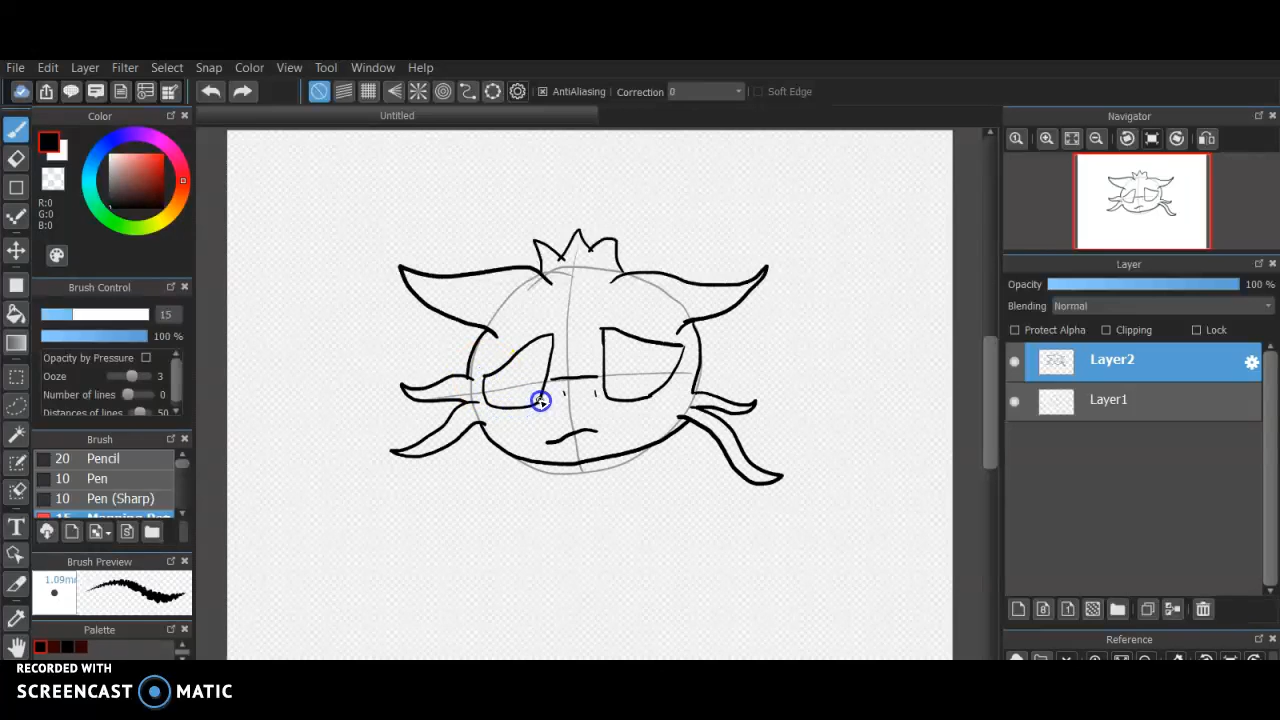 File Edit Layer Filter Select Snap Color View Tool Window Help
AntiAliasing Correction 0 Soft Edge
Color
Untitled
Navigator
R:0
G:0
B:0
Layer
Opacity 100 %
Blending Normal
Protect Alpha Clipping Lock
Layer2
Layer1
Brush Control
15
100 %
Opacity by Pressure
Ooze 3
Number of lines 0
Distances of lines 50
Brush
20 Pencil
10 Pen
10 Pen (Sharp)
Brush Preview
1.09m
Palette
Reference
RECORDED WITH
SCREENCAST MATIC